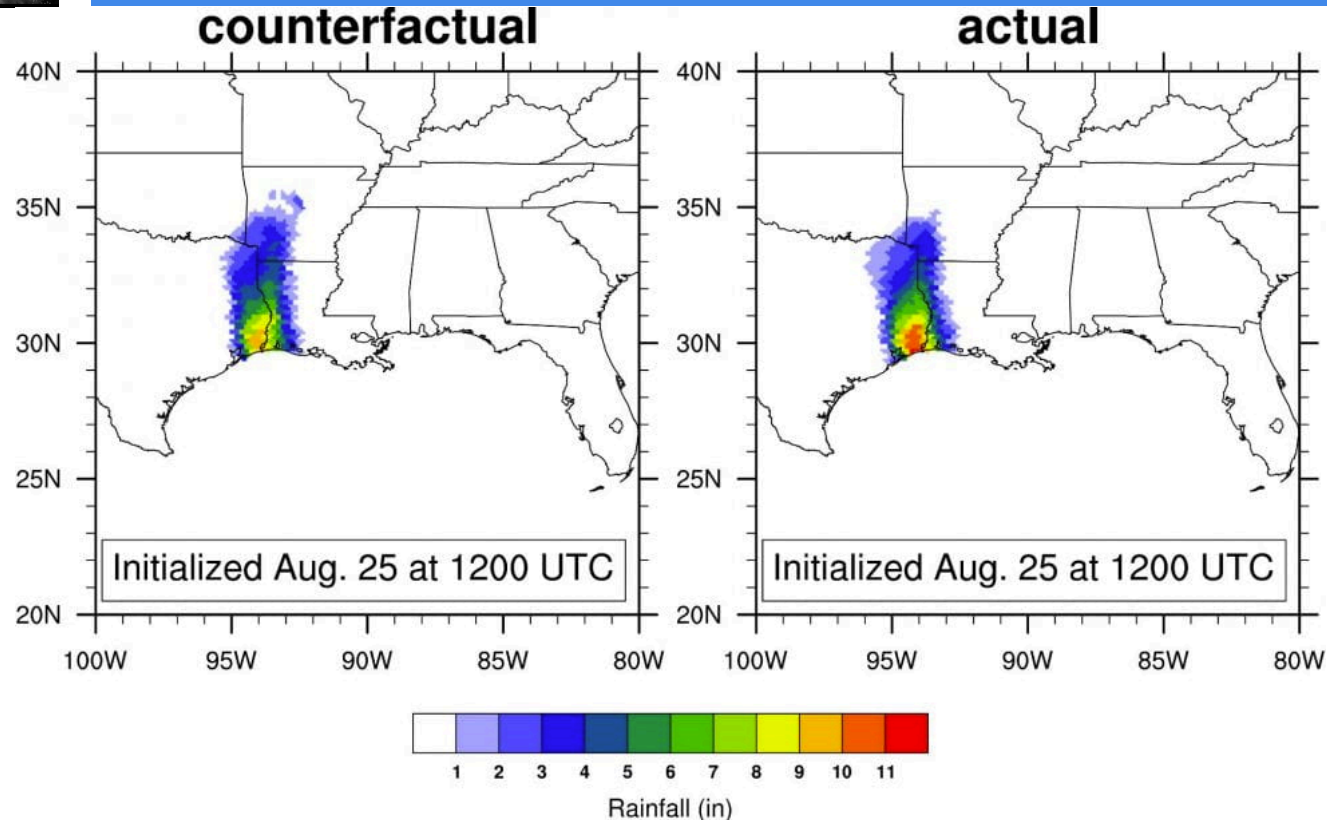 counterfactual actual
40N 40N
35N 35N
30N 30N
25N 25N
20N 20N
Initialized Aug. 25 at 1200 UTC Initialized Aug. 25 at 1200 UTC
100W 95W 90W 85W 80W 100W 95W 90W 85W 80W
1 2 3 4 5 6 7 8 9 10 11
Rainfall (in)